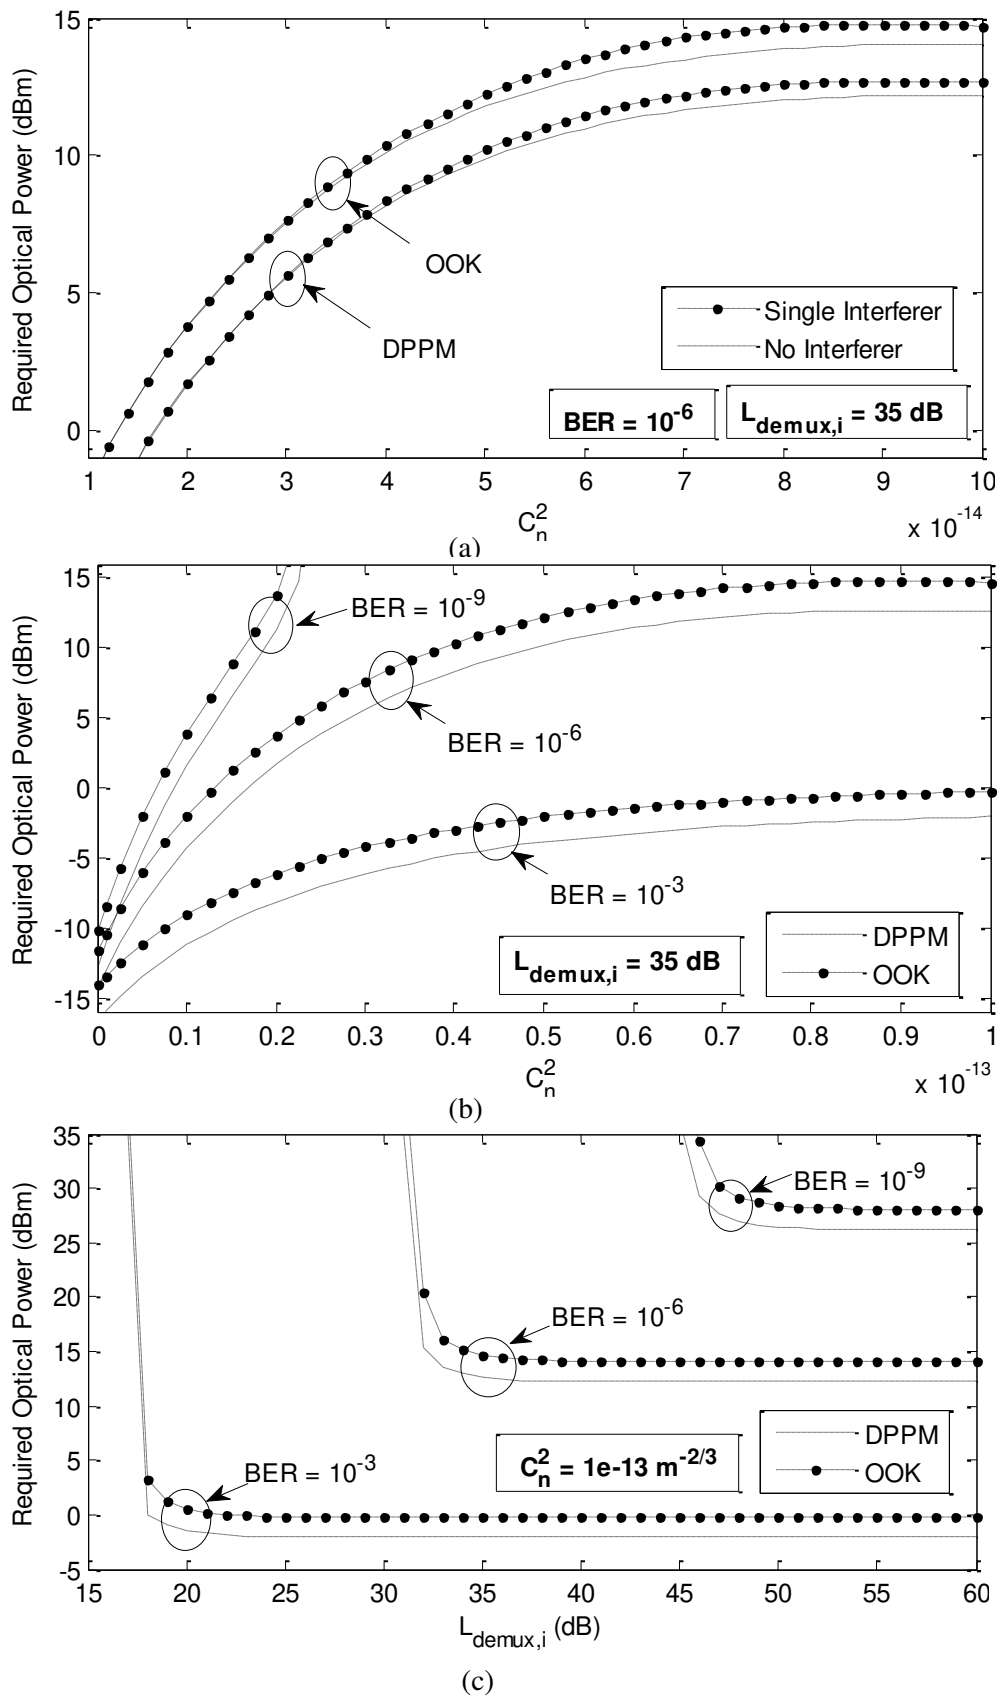 15
10
5
0
Required Optical Power (dBm)
OOK
DPPM
Single Interferer
No Interferer
BER = 10^-6
L_demux,i = 35 dB
1 2 3 4 5 6 7 8 9 10
C_n^2
x 10^-14
(a)
15
10
5
0
-5
-10
-15
Required Optical Power (dBm)
BER = 10^-9
BER = 10^-6
BER = 10^-3
L_demux,i = 35 dB
DPPM
OOK
0 0.1 0.2 0.3 0.4 0.5 0.6 0.7 0.8 0.9 1
C_n^2
x 10^-13
(b)
35
30
25
20
15
10
5
0
-5
Required Optical Power (dBm)
BER = 10^-9
BER = 10^-6
BER = 10^-3
C_n^2 = 1e-13 m^-2/3
DPPM
OOK
15 20 25 30 35 40 45 50 55 60
L_demux,i (dB)
(c)